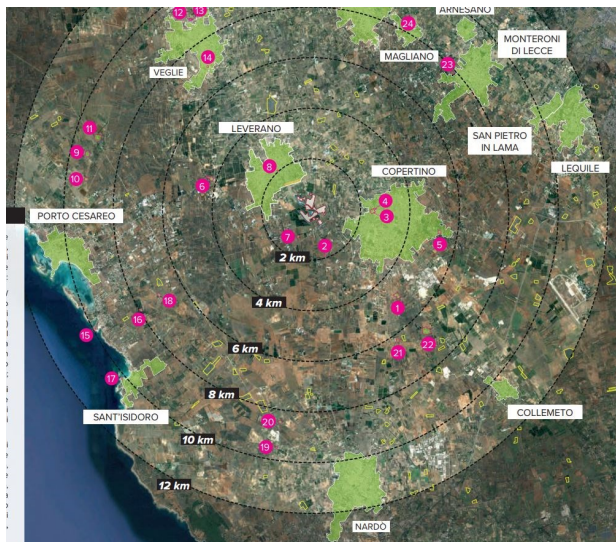 12
13
24
ARNESANO
14
MAGLIANO
23
MONTERONI
DI LECCE
VEGLIE
11
LEVERANO
SAN PIETRO
IN LAMA
9
8
COPERTINO
LEQUILE
10
6
4
3
PORTO CESAREO
7
2
5
2 km
18
4 km
1
16
15
6 km
21
22
17
8 km
SANT'ISIDORO
20
COLLEMETO
10 km
19
12 km
NARDÒ